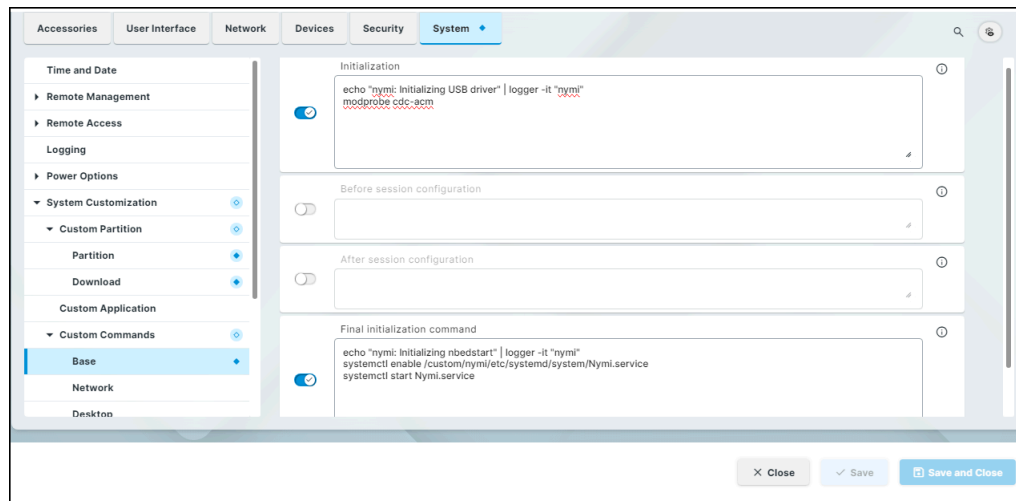 Accessories
User Interface
Network
Devices
Security
System
Time and Date
Remote Management
Remote Access
Logging
Power Options
System Customization
Custom Partition
Partition
Download
Custom Application
Custom Commands
Base
Network
Desktop
Initialization
echo "nymi: Initializing USB driver" | logger -it "nymi"
modprobe cdc-acm
Before session configuration
After session configuration
Final initialization command
echo "nymi: Initializing nbedstart" | logger -it "nymi"
systemctl enable /custom/nymi/etc/systemd/system/Nymi.service
systemctl start Nymi.service
Close
Save
Save and Close